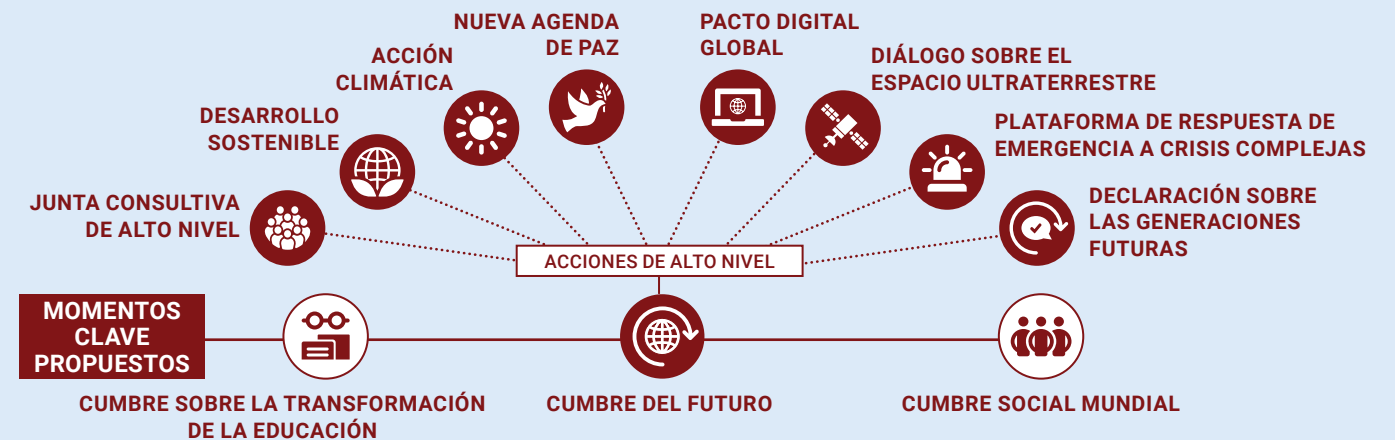 NUEVA AGENDA
DE PAZ
PACTO DIGITAL
GLOBAL
ACCIÓN
CLIMÁTICA
DIÁLOGO SOBRE EL
ESPACIO ULTRATERRESTRE
DESARROLLO
SOSTENIBLE
PLATAFORMA DE RESPUESTA DE
EMERGENCIA A CRISIS COMPLEJAS
JUNTA CONSULTIVA
DE ALTO NIVEL
DECLARACIÓN SOBRE
LAS GENERACIONES
FUTURAS
ACCIONES DE ALTO NIVEL
MOMENTOS
CLAVE
PROPUESTOS
CUMBRE SOBRE LA TRANSFORMACIÓN
DE LA EDUCACIÓN
CUMBRE DEL FUTURO
CUMBRE SOCIAL MUNDIAL